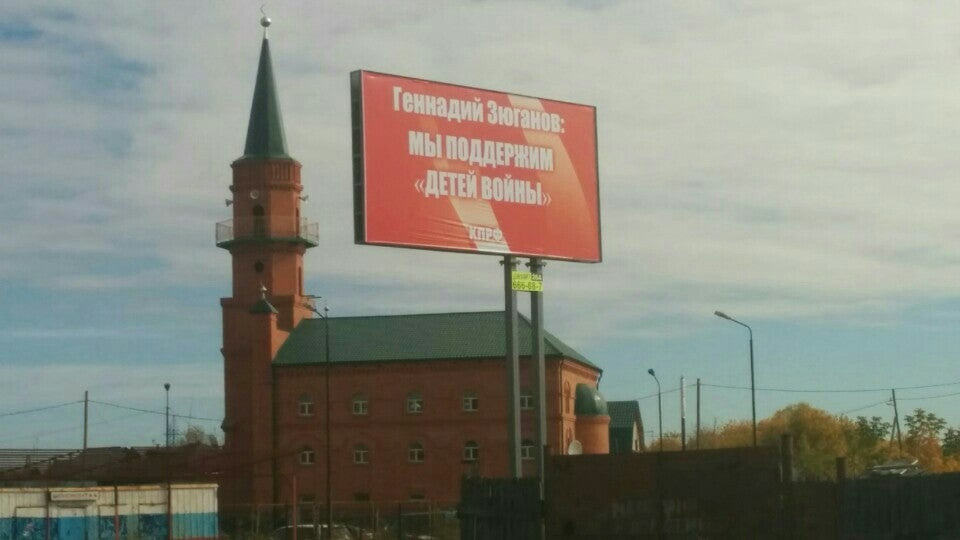 Геннадий Зюганов:
МЫ ПОДДЕРЖИМ
«ДЕТЕЙ ВОЙНЫ»
КПРФ